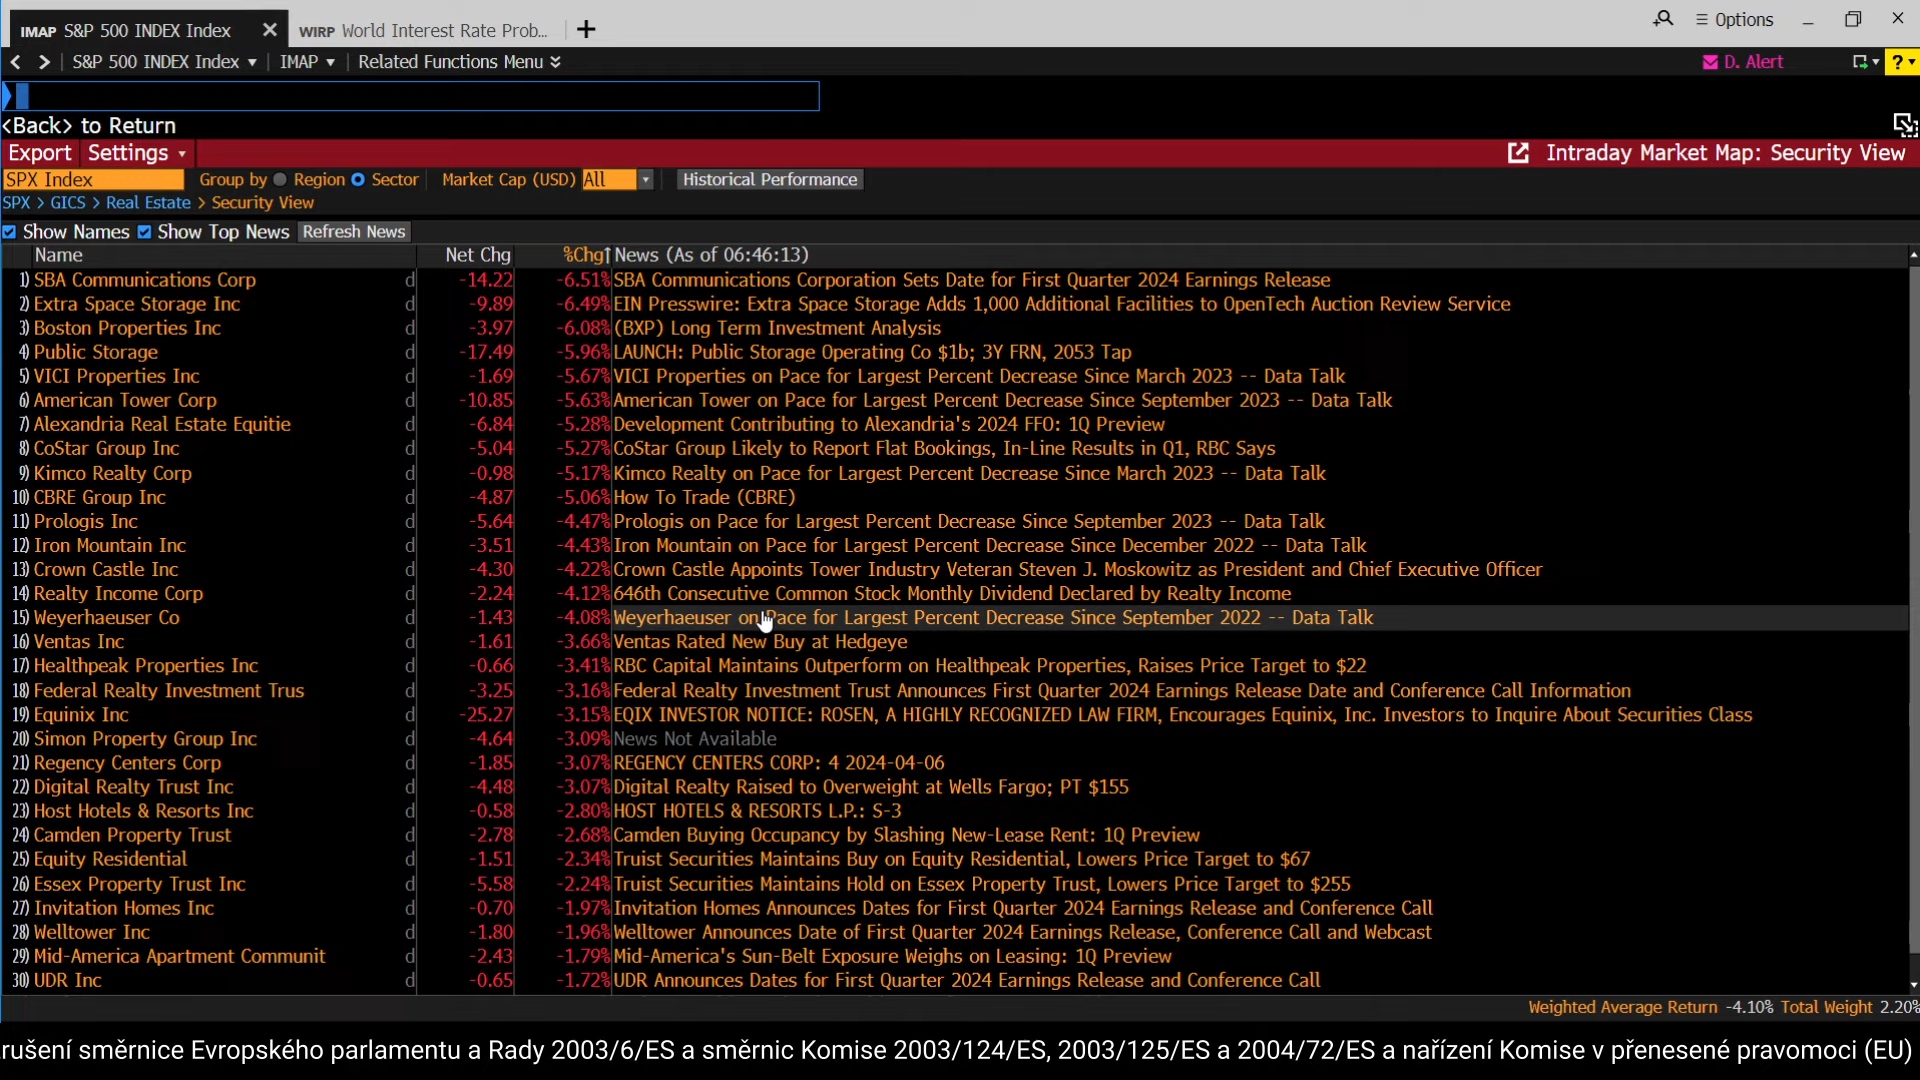 IMAP S&P 500 INDEX Index × WIRP World Interest Rate Prob... + Options
S&P 500 INDEX Index IMAP Related Functions Menu D. Alert ?
<Back> to Return
Export Settings Intraday Market Map: Security View
SPX Index Group by Region Sector Market Cap (USD) All Historical Performance
SPX > GICS > Real Estate > Security View
Show Names Show Top News Refresh News
Name Net Chg %Chg↑ News (As of 06:46:13)
1) SBA Communications Corp d -14.22 -6.51% SBA Communications Corporation Sets Date for First Quarter 2024 Earnings Release
2) Extra Space Storage Inc d -9.89 -6.49% EIN Presswire: Extra Space Storage Adds 1,000 Additional Facilities to OpenTech Auction Review Service
3) Boston Properties Inc d -3.97 -6.08% (BXP) Long Term Investment Analysis
4) Public Storage d -17.49 -5.96% LAUNCH: Public Storage Operating Co $1b; 3Y FRN, 2053 Tap
5) VICI Properties Inc d -1.69 -5.67% VICI Properties on Pace for Largest Percent Decrease Since March 2023 -- Data Talk
6) American Tower Corp d -10.85 -5.63% American Tower on Pace for Largest Percent Decrease Since September 2023 -- Data Talk
7) Alexandria Real Estate Equitie d -6.84 -5.28% Development Contributing to Alexandria's 2024 FFO: 1Q Preview
8) CoStar Group Inc d -5.04 -5.27% CoStar Group Likely to Report Flat Bookings, In-Line Results in Q1, RBC Says
9) Kimco Realty Corp d -0.98 -5.17% Kimco Realty on Pace for Largest Percent Decrease Since March 2023 -- Data Talk
10) CBRE Group Inc d -4.87 -5.06% How To Trade (CBRE)
11) Prologis Inc d -5.64 -4.47% Prologis on Pace for Largest Percent Decrease Since September 2023 -- Data Talk
12) Iron Mountain Inc d -3.51 -4.43% Iron Mountain on Pace for Largest Percent Decrease Since December 2022 -- Data Talk
13) Crown Castle Inc d -4.30 -4.22% Crown Castle Appoints Tower Industry Veteran Steven J. Moskowitz as President and Chief Executive Officer
14) Realty Income Corp d -2.24 -4.12% 646th Consecutive Common Stock Monthly Dividend Declared by Realty Income
15) Weyerhaeuser Co d -1.43 -4.08% Weyerhaeuser on Pace for Largest Percent Decrease Since September 2022 -- Data Talk
16) Ventas Inc d -1.61 -3.66% Ventas Rated New Buy at Hedgeye
17) Healthpeak Properties Inc d -0.66 -3.41% RBC Capital Maintains Outperform on Healthpeak Properties, Raises Price Target to $22
18) Federal Realty Investment Trus d -3.25 -3.16% Federal Realty Investment Trust Announces First Quarter 2024 Earnings Release Date and Conference Call Information
19) Equinix Inc d -25.27 -3.15% EQIX INVESTOR NOTICE: ROSEN, A HIGHLY RECOGNIZED LAW FIRM, Encourages Equinix, Inc. Investors to Inquire About Securities Class
20) Simon Property Group Inc d -4.64 -3.09% News Not Available
21) Regency Centers Corp d -1.85 -3.07% REGENCY CENTERS CORP: 4 2024-04-06
22) Digital Realty Trust Inc d -4.48 -3.07% Digital Realty Raised to Overweight at Wells Fargo; PT $155
23) Host Hotels & Resorts Inc d -0.58 -2.80% HOST HOTELS & RESORTS L.P.: S-3
24) Camden Property Trust d -2.78 -2.68% Camden Buying Occupancy by Slashing New-Lease Rent: 1Q Preview
25) Equity Residential d -1.51 -2.34% Truist Securities Maintains Buy on Equity Residential, Lowers Price Target to $67
26) Essex Property Trust Inc d -5.58 -2.24% Truist Securities Maintains Hold on Essex Property Trust, Lowers Price Target to $255
27) Invitation Homes Inc d -0.70 -1.97% Invitation Homes Announces Dates for First Quarter 2024 Earnings Release and Conference Call
28) Welltower Inc d -1.80 -1.96% Welltower Announces Date of First Quarter 2024 Earnings Release, Conference Call and Webcast
29) Mid-America Apartment Communit d -2.43 -1.79% Mid-America's Sun-Belt Exposure Weighs on Leasing: 1Q Preview
30) UDR Inc d -0.65 -1.72% UDR Announces Dates for First Quarter 2024 Earnings Release and Conference Call
Weighted Average Return -4.10% Total Weight 2.20%
rušení směrnice Evropského parlamentu a Rady 2003/6/ES a směrnic Komise 2003/124/ES, 2003/125/ES a 2004/72/ES a nařízení Komise v přenesené pravomoci (EU)